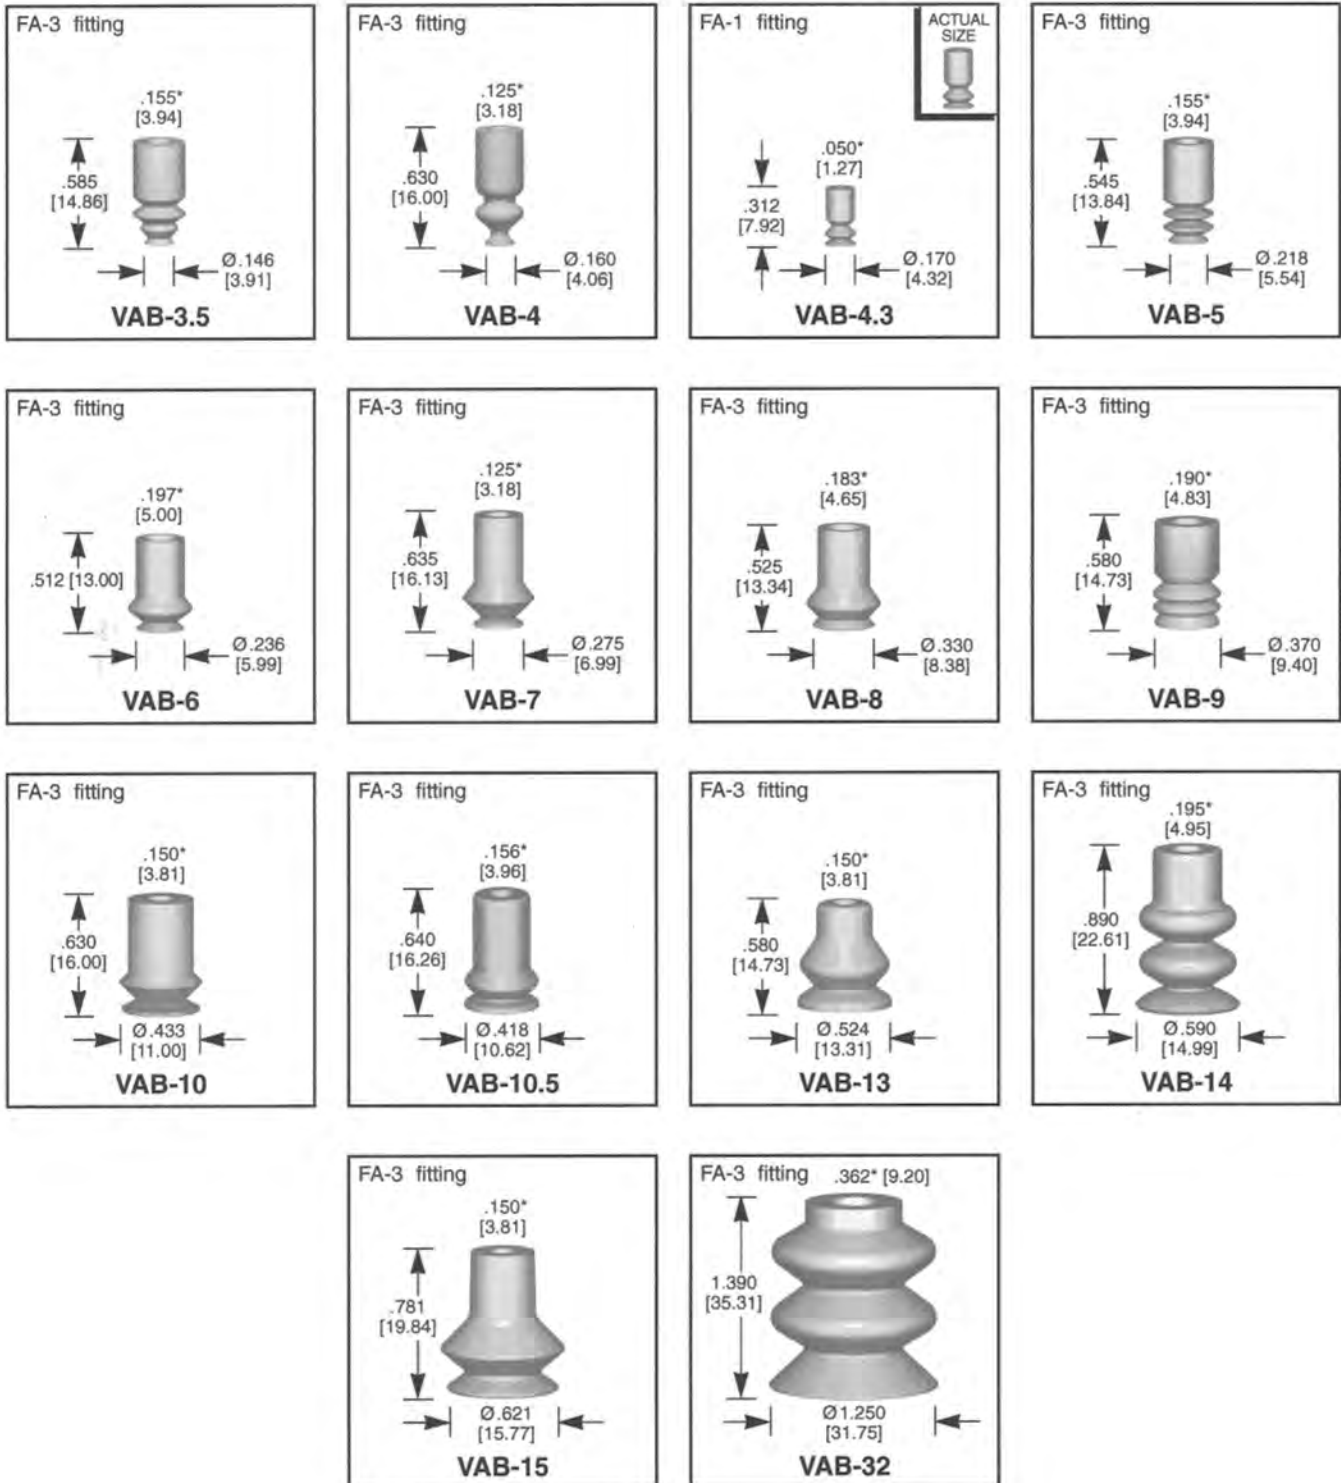 FA-3 fitting
.155*
[3.94]
.585
[14.86]
Ø.146
[3.91]
VAB-3.5
FA-3 fitting
.125*
[3.18]
.630
[16.00]
Ø.160
[4.06]
VAB-4
FA-1 fitting
ACTUAL
SIZE
.050*
[1.27]
.312
[7.92]
Ø.170
[4.32]
VAB-4.3
FA-3 fitting
.155*
[3.94]
.545
[13.84]
Ø.218
[5.54]
VAB-5
FA-3 fitting
.197*
[5.00]
.512 [13.00]
Ø.236
[5.99]
VAB-6
FA-3 fitting
.125*
[3.18]
.635
[16.13]
Ø.275
[6.99]
VAB-7
FA-3 fitting
.183*
[4.65]
.525
[13.34]
Ø.330
[8.38]
VAB-8
FA-3 fitting
.190*
[4.83]
.580
[14.73]
Ø.370
[9.40]
VAB-9
FA-3 fitting
.150*
[3.81]
.630
[16.00]
Ø.433
[11.00]
VAB-10
FA-3 fitting
.156*
[3.96]
.640
[16.26]
Ø.418
[10.62]
VAB-10.5
FA-3 fitting
.150*
[3.81]
.580
[14.73]
Ø.524
[13.31]
VAB-13
FA-3 fitting
.195*
[4.95]
.890
[22.61]
Ø.590
[14.99]
VAB-14
FA-3 fitting
.150*
[3.81]
.781
[19.84]
Ø.621
[15.77]
VAB-15
FA-3 fitting
.362* [9.20]
1.390
[35.31]
Ø1.250
[31.75]
VAB-32